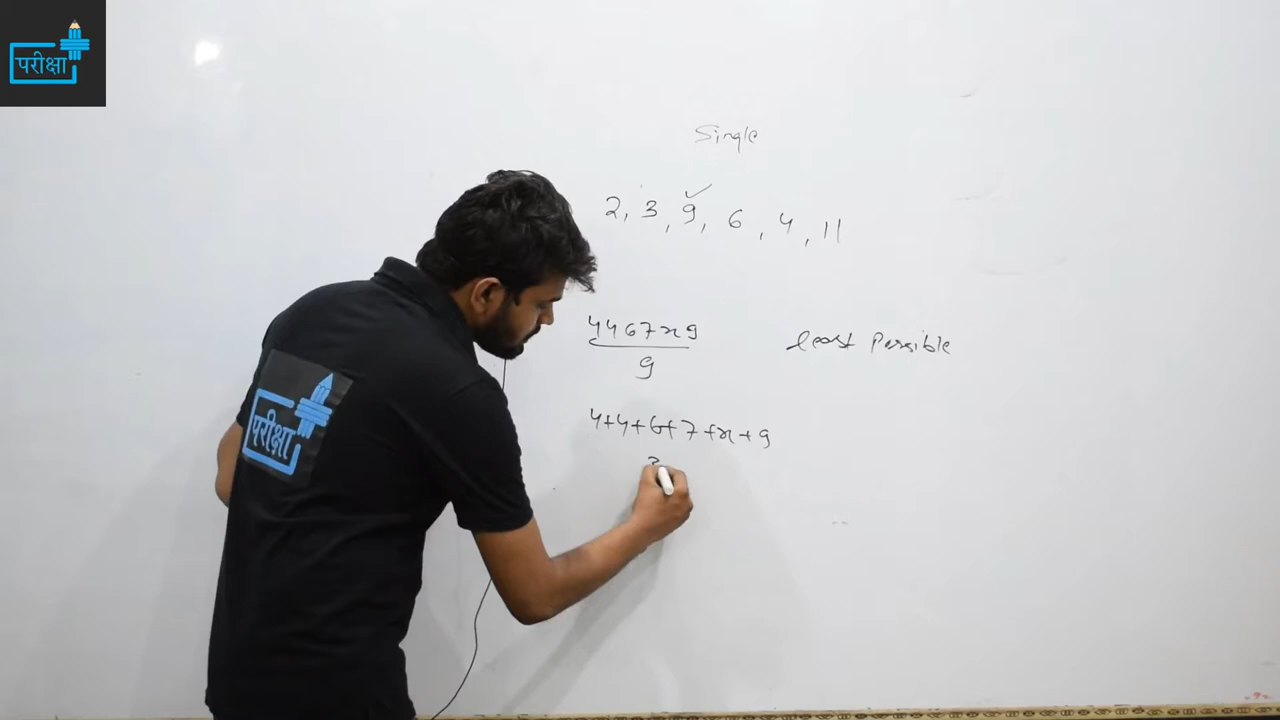 परीक्षा
Single
2, 3, 9, 6, 4, 11
4467x9
9
least Possible
4+4+6+7+x+9
परीक्षा